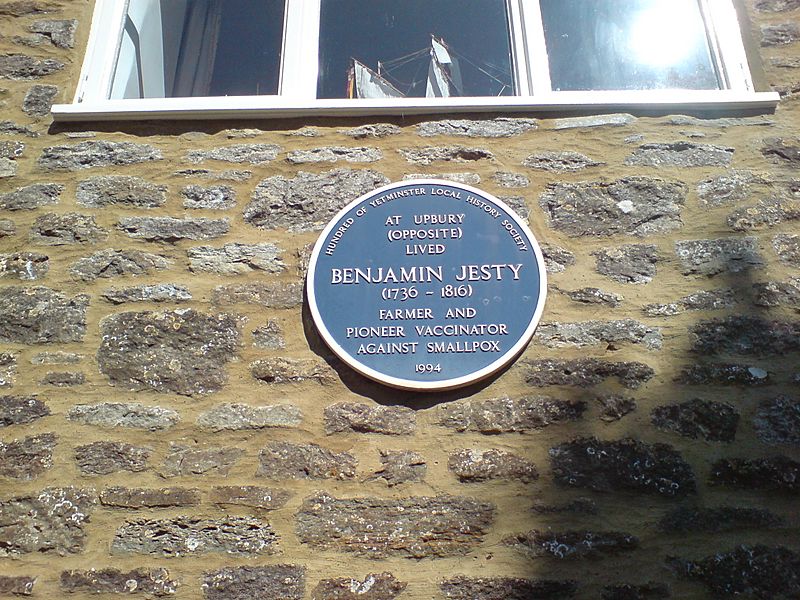 HUNDRED OF YETMINSTER LOCAL HISTORY SOCIETY
AT UPBURY
(OPPOSITE)
LIVED
BENJAMIN JESTY
(1736 - 1816)
FARMER AND
PIONEER VACCINATOR
AGAINST SMALLPOX
1994